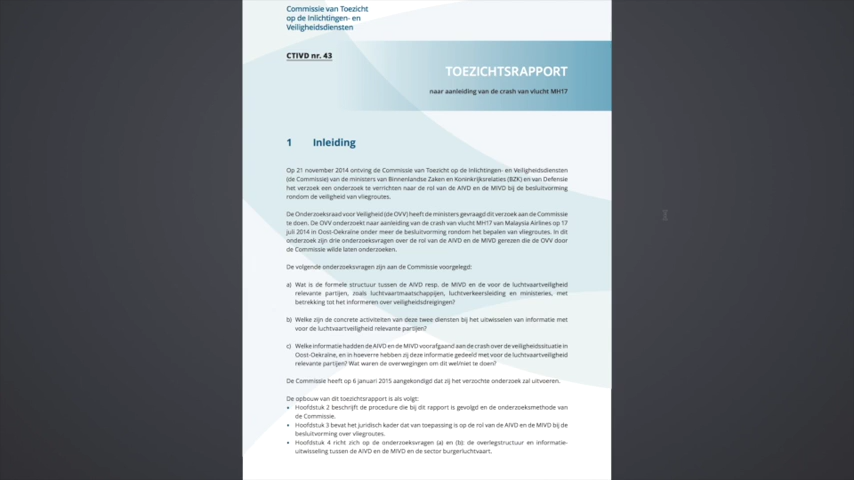 Commissie van Toezicht
op de Inlichtingen- en
Veiligheidsdiensten
CTIVD nr. 43
TOEZICHTSRAPPORT
naar aanleiding van de crash van vlucht MH17
1 Inleiding
Op 21 november 2014 ontving de Commissie van Toezicht op de Inlichtingen- en Veiligheidsdiensten
(de Commissie) van de ministers van Binnenlandse Zaken en Koninkrijksrelaties (BZK) en van Defensie
het verzoek een onderzoek te verrichten naar de rol van de AIVD en de MIVD bij de besluitvorming
rondom de veiligheid van vliegroutes.
De Onderzoeksraad voor Veiligheid (de OVV) heeft de ministers gevraagd dit verzoek aan de Commissie
te doen. De OVV onderzoekt naar aanleiding van de crash van vlucht MH17 van Malaysia Airlines op 17
juli 2014 in Oost-Oekraïne onder meer de besluitvorming rondom het bepalen van vliegroutes. In dit
onderzoek zijn drie onderzoeksvragen over de rol van de AIVD en de MIVD gerezen die de OVV door
de Commissie wilde laten onderzoeken.
De volgende onderzoeksvragen zijn aan de Commissie voorgelegd:
a) Wat is de formele structuur tussen de AIVD resp. de MIVD en de voor de luchtvaartveiligheid
relevante partijen, zoals luchtvaartmaatschappijen, luchtverkeersleiding en ministeries, met
betrekking tot het informeren over veiligheidsdreigingen?
b) Welke zijn de concrete activiteiten van deze twee diensten bij het uitwisselen van informatie met
voor de luchtvaartveiligheid relevante partijen?
c) Welke informatie hadden de AIVD en de MIVD voorafgaand aan de crash over de veiligheidssituatie in
Oost-Oekraïne, en in hoeverre hebben zij deze informatie gedeeld met voor de luchtvaartveiligheid
relevante partijen? Wat waren de overwegingen om dit wel/niet te doen?
De Commissie heeft op 6 januari 2015 aangekondigd dat zij het verzochte onderzoek zal uitvoeren.
De opbouw van dit toezichtsrapport is als volgt:
• Hoofdstuk 2 beschrijft de procedure die bij dit rapport is gevolgd en de onderzoeksmethode van
de Commissie.
• Hoofdstuk 3 bevat het juridisch kader dat van toepassing is op de rol van de AIVD en de MIVD bij de
besluitvorming over vliegroutes.
• Hoofdstuk 4 richt zich op de onderzoeksvragen (a) en (b): de overlegstructuur en informatie-
uitwisseling tussen de AIVD en de MIVD en de sector burgerluchtvaart.